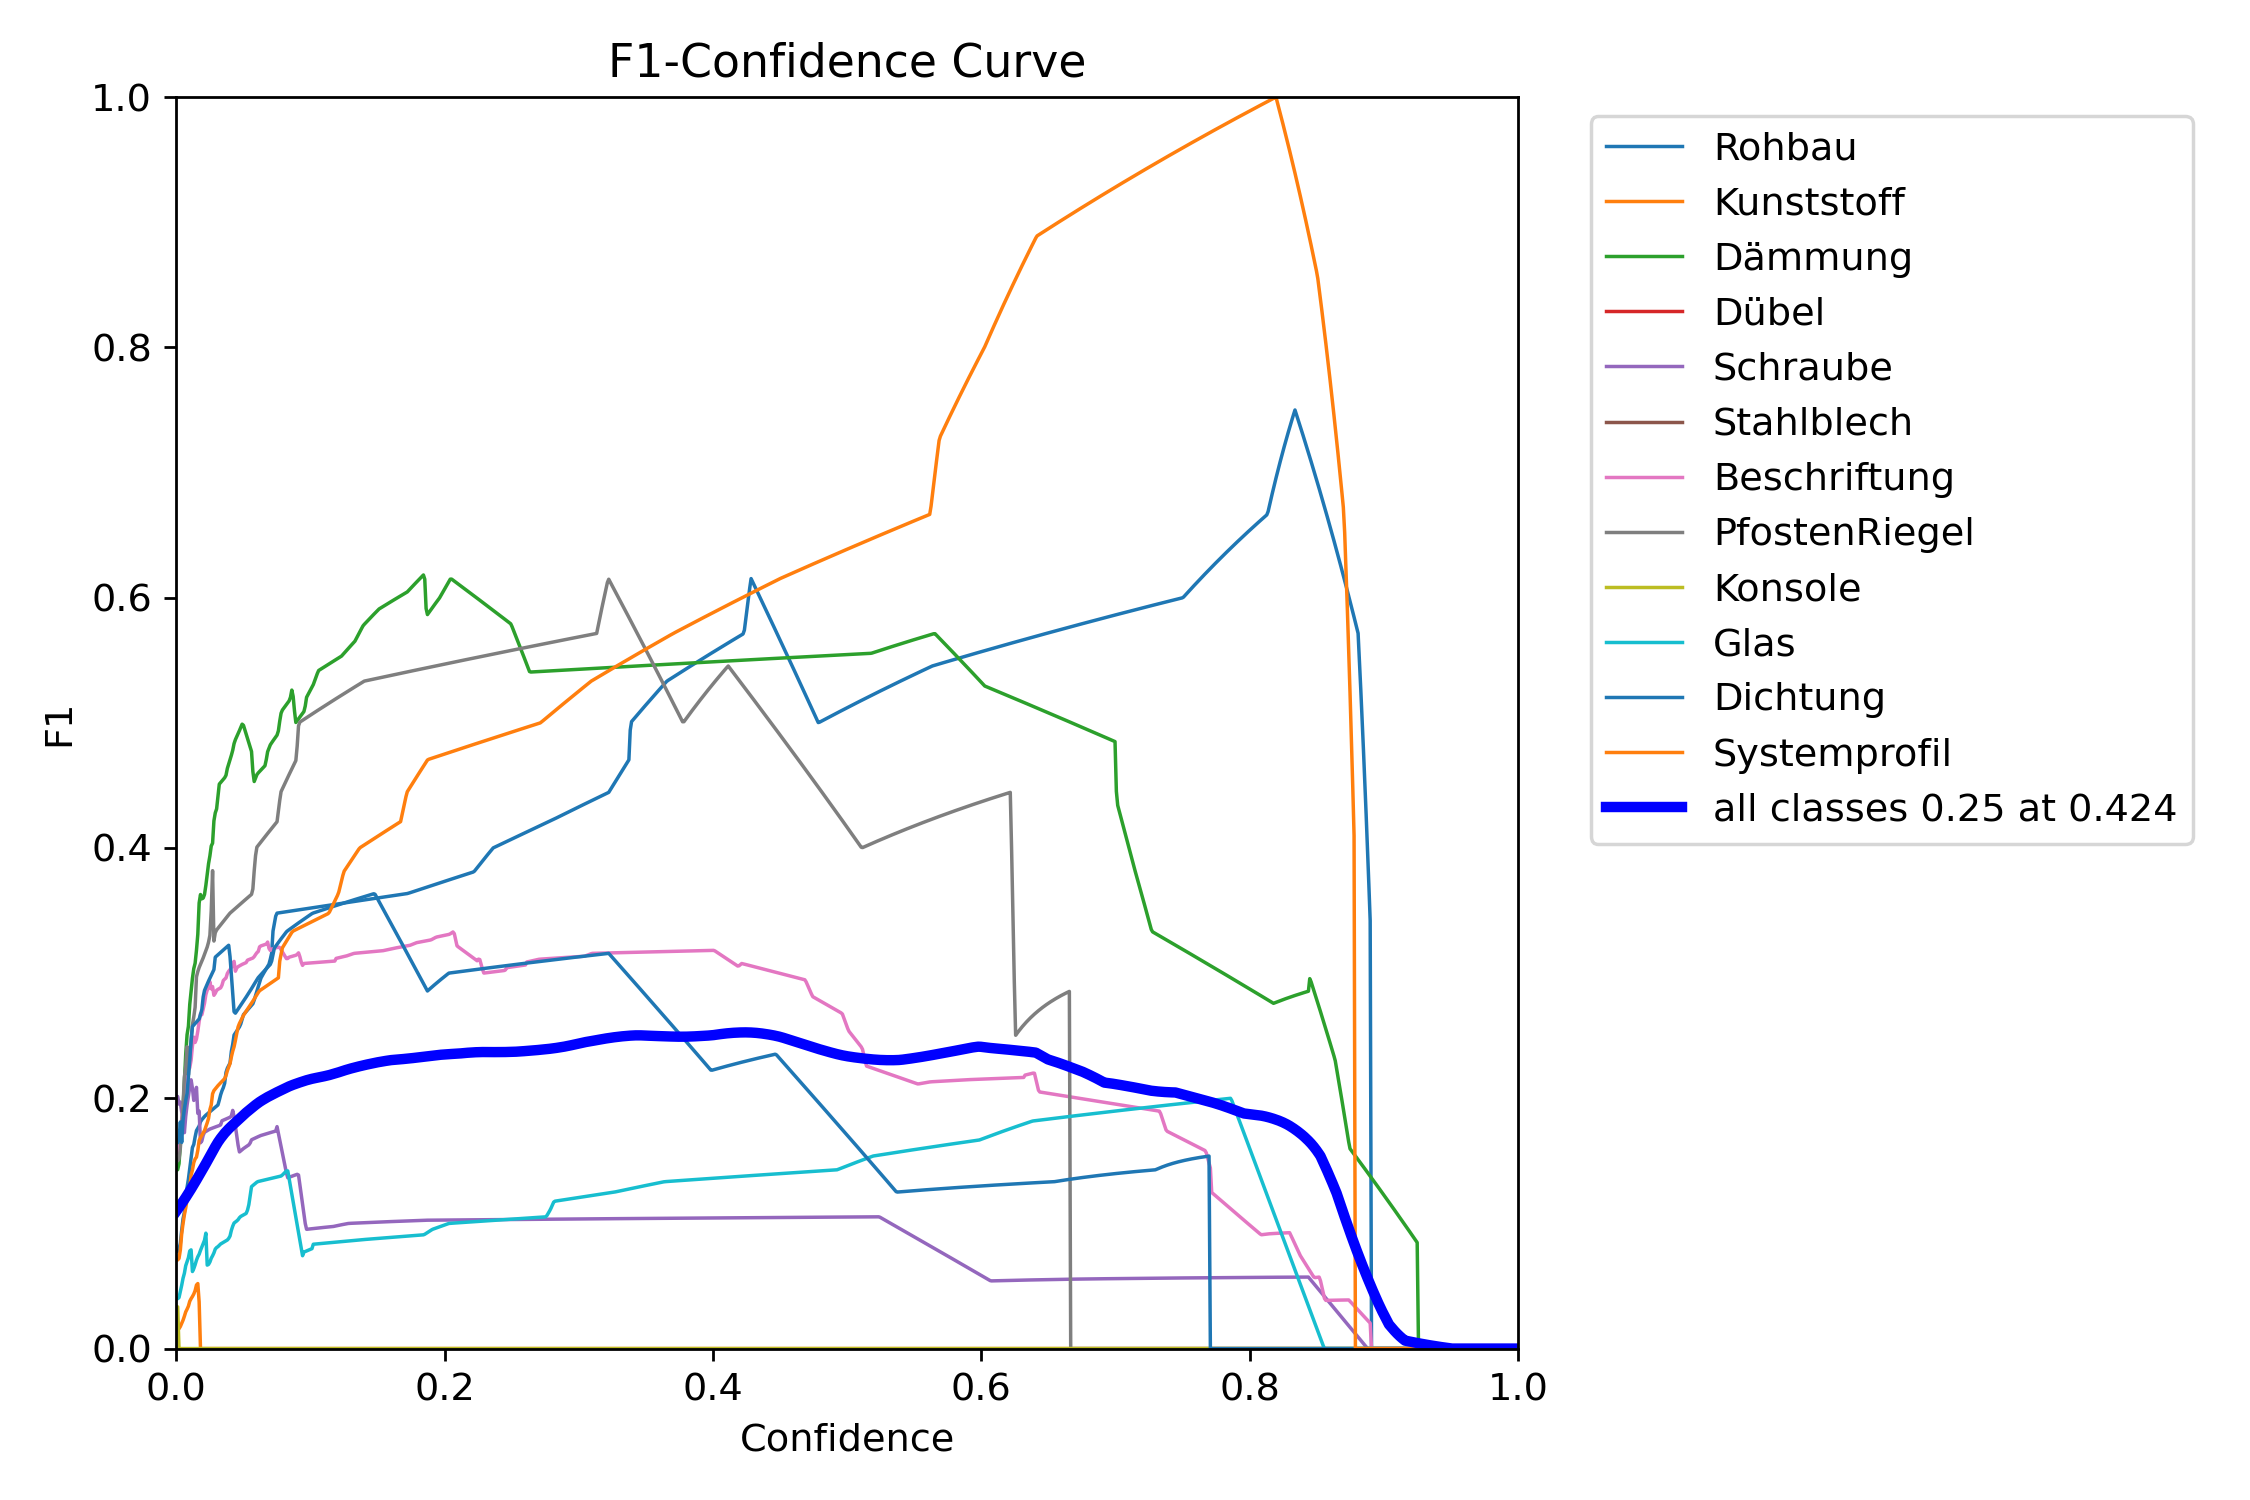 F1-Confidence Curve
1.0
0.8
0.6
0.4
0.2
0.0
F1
0.0 0.2 0.4 0.6 0.8 1.0
Confidence
Rohbau
Kunststoff
Dämmung
Dübel
Schraube
Stahlblech
Beschriftung
PfostenRiegel
Konsole
Glas
Dichtung
Systemprofil
all classes 0.25 at 0.424